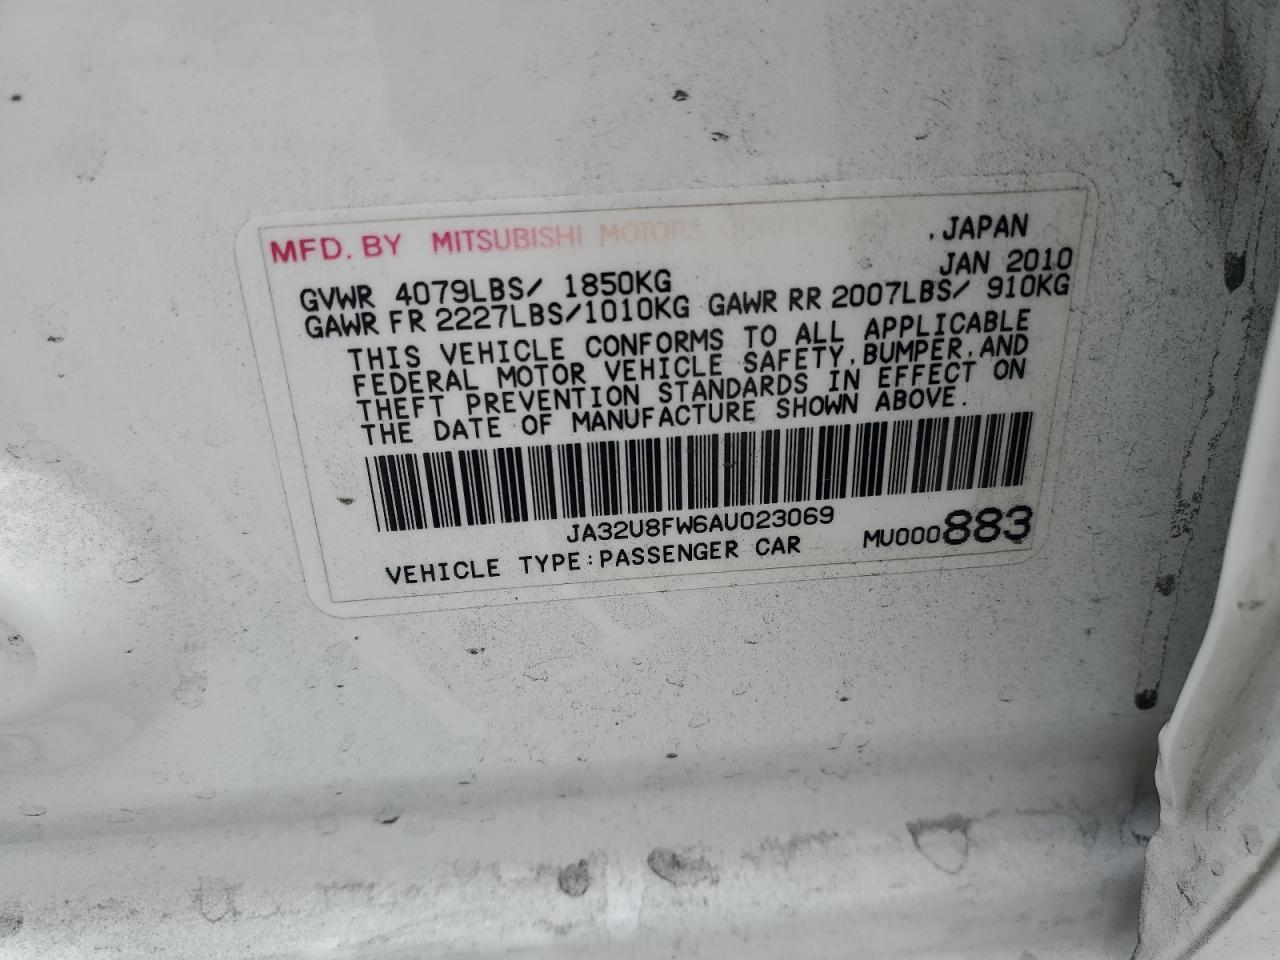 MFD. BY MITSUBISHI MOTORS , JAPAN
JAN 2010
GVWR 4079LBS/ 1850KG
GAWR FR 2227LBS/1010KG GAWR RR 2007LBS/ 910KG
THIS VEHICLE CONFORMS TO ALL APPLICABLE
FEDERAL MOTOR VEHICLE SAFETY, BUMPER, AND
THEFT PREVENTION STANDARDS IN EFFECT ON
THE DATE OF MANUFACTURE SHOWN ABOVE.
JA32U8FW6AU023069
VEHICLE TYPE:PASSENGER CAR MU000883